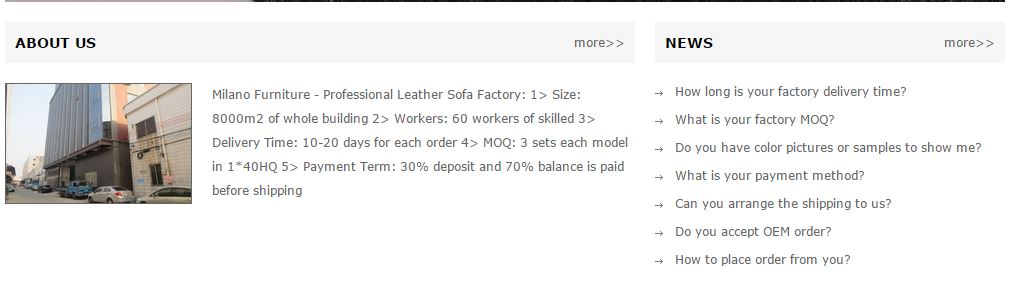 ABOUT US
more>>
Milano Furniture - Professional Leather Sofa Factory: 1> Size:
8000m2 of whole building 2> Workers: 60 workers of skilled 3>
Delivery Time: 10-20 days for each order 4> MOQ: 3 sets each model
in 1*40HQ 5> Payment Term: 30% deposit and 70% balance is paid
before shipping
NEWS
more>>
→ How long is your factory delivery time?
→ What is your factory MOQ?
→ Do you have color pictures or samples to show me?
→ What is your payment method?
→ Can you arrange the shipping to us?
→ Do you accept OEM order?
→ How to place order from you?